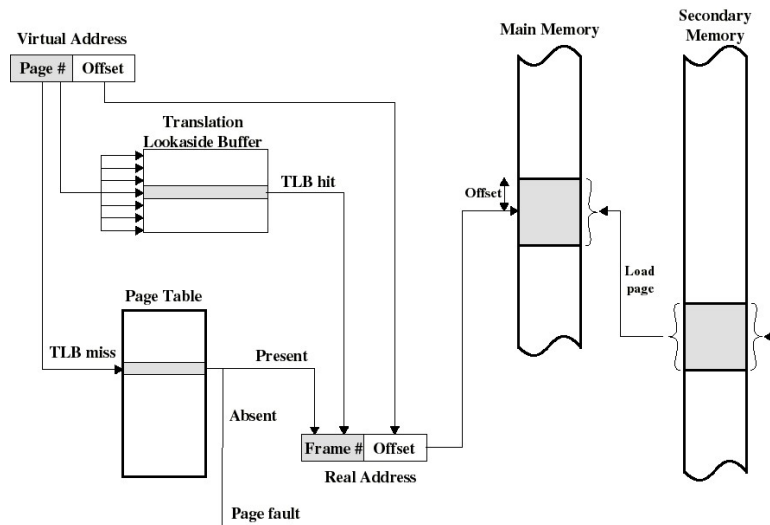 Virtual Address
Page #
Offset
Translation
Lookaside Buffer
TLB hit
Main Memory
Secondary
Memory
Offset
Load
page
Page Table
TLB miss
Present
Absent
Frame #
Offset
Real Address
Page fault